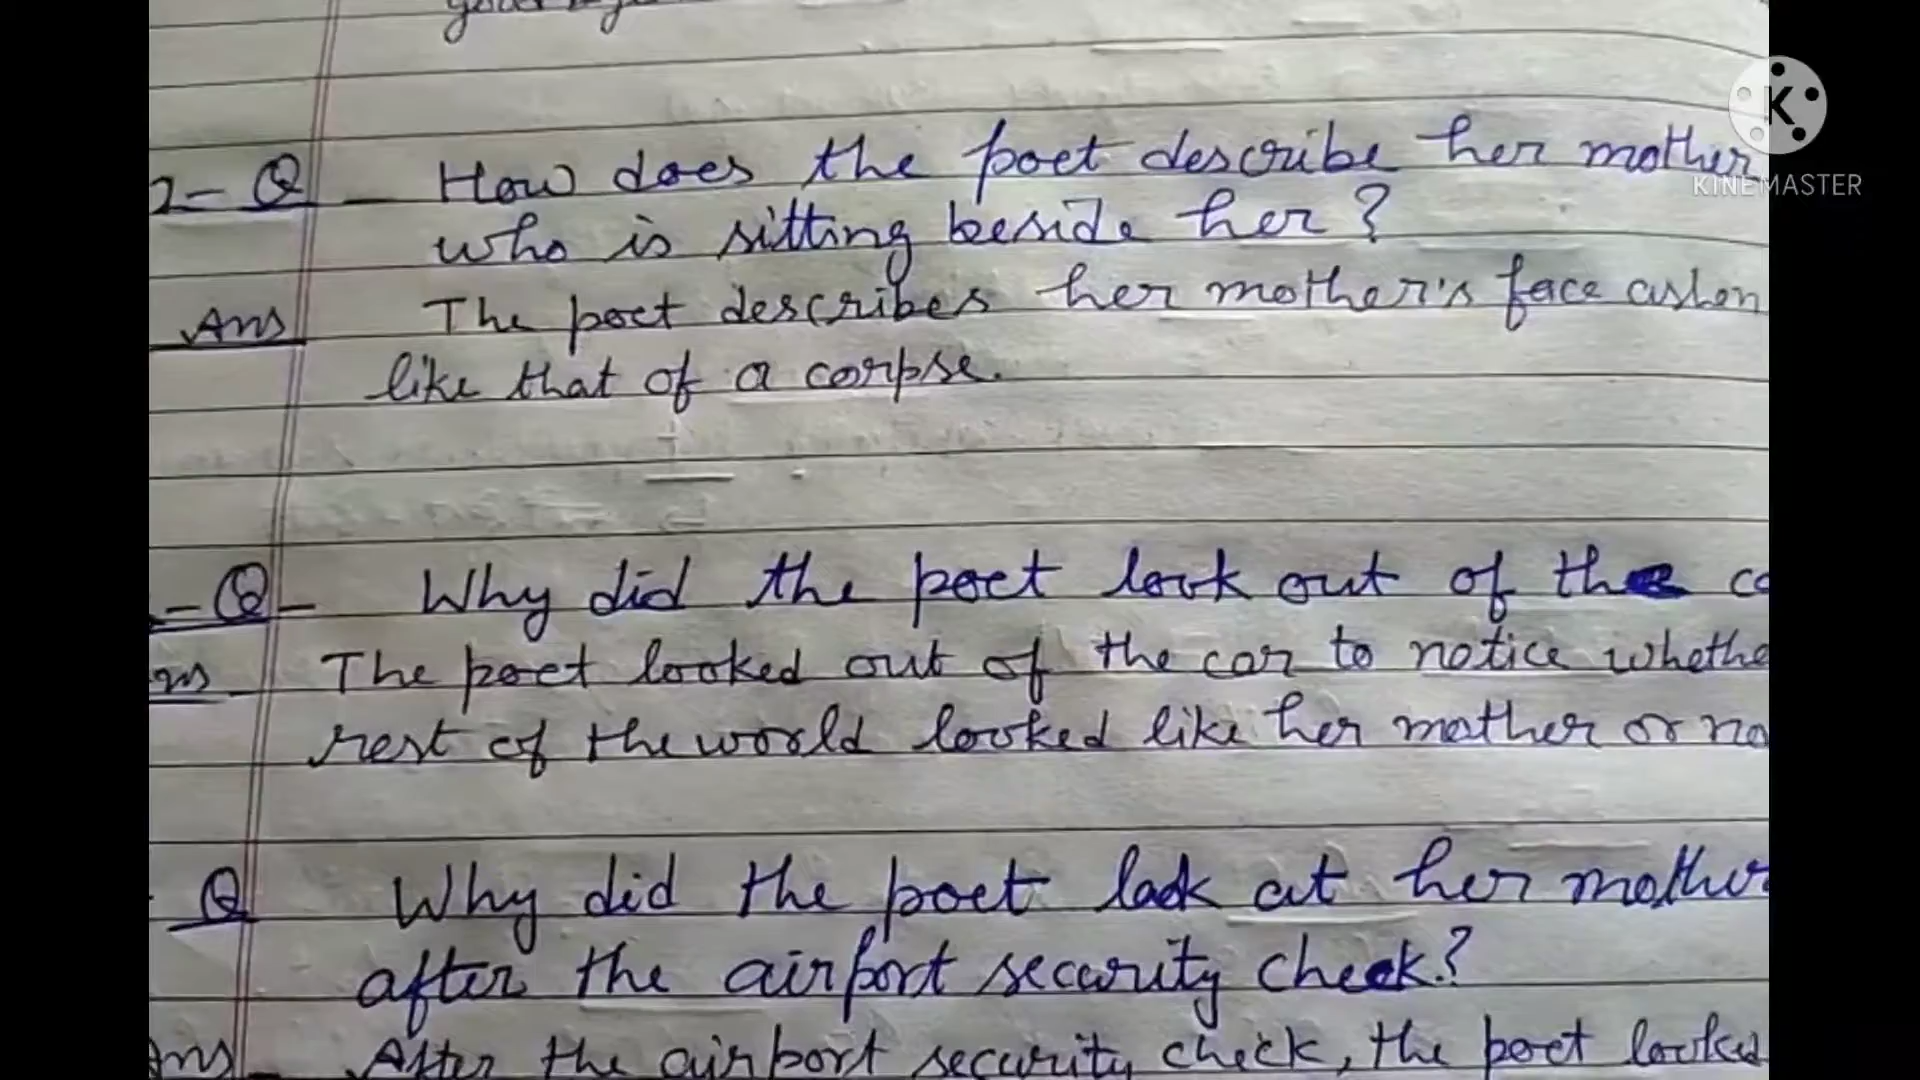 2-Q - How does the poet describe her mother
who is sitting beside her?
Ans The poet describes her mother's face ashen
like that of a corpse.
-Q- Why did the poet look out of the
The poet looked out of the car to notice
rest of the world looked like her mother or
Q Why did the poet look at her mother
after the airport security check?
Ans- After the airport security check, the poet looked
KINEMASTER